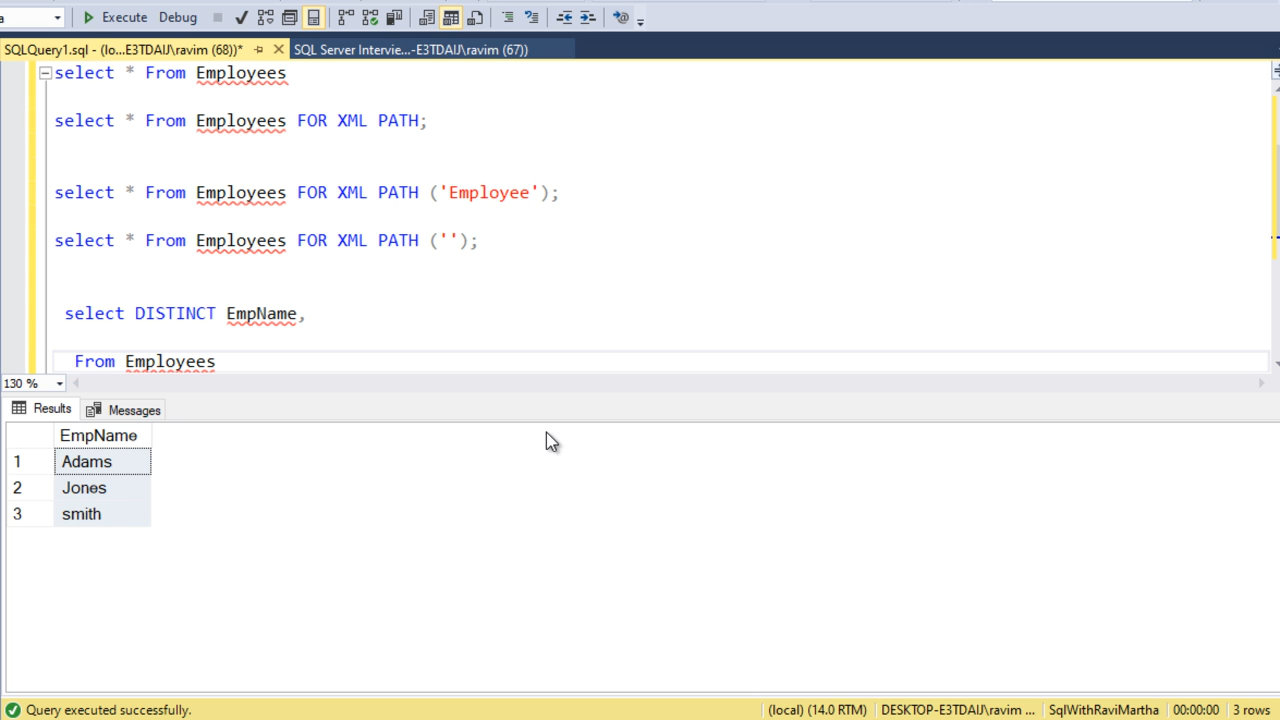 a
Execute Debug
SQLQuery1.sql - (lo...E3TDAIJ\ravim (68))* SQL Server Intervie...-E3TDAIJ\ravim (67))
select * From Employees
select * From Employees FOR XML PATH;
select * From Employees FOR XML PATH ('Employee');
select * From Employees FOR XML PATH ('');
select DISTINCT EmpName,
From Employees
130 %
Results Messages
EmpName
1 Adams
2 Jones
3 smith
Query executed successfully. (local) (14.0 RTM) DESKTOP-E3TDAIJ\ravim ... SqlWithRaviMartha 00:00:00 3 rows